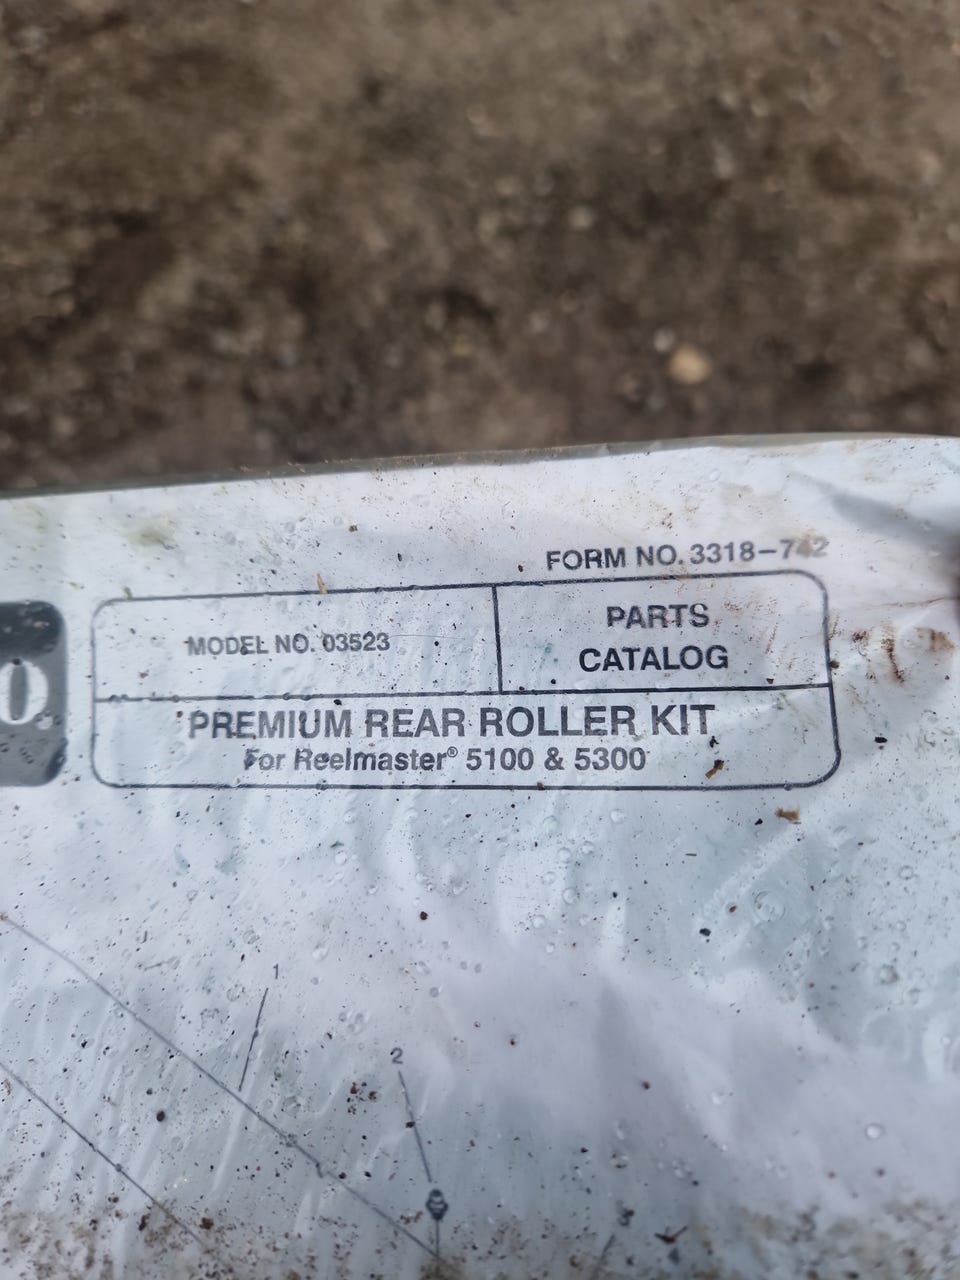 FORM NO. 3318-742
MODEL NO. 03523
PARTS
CATALOG
PREMIUM REAR ROLLER KIT
For Reelmaster® 5100 & 5300
1
2